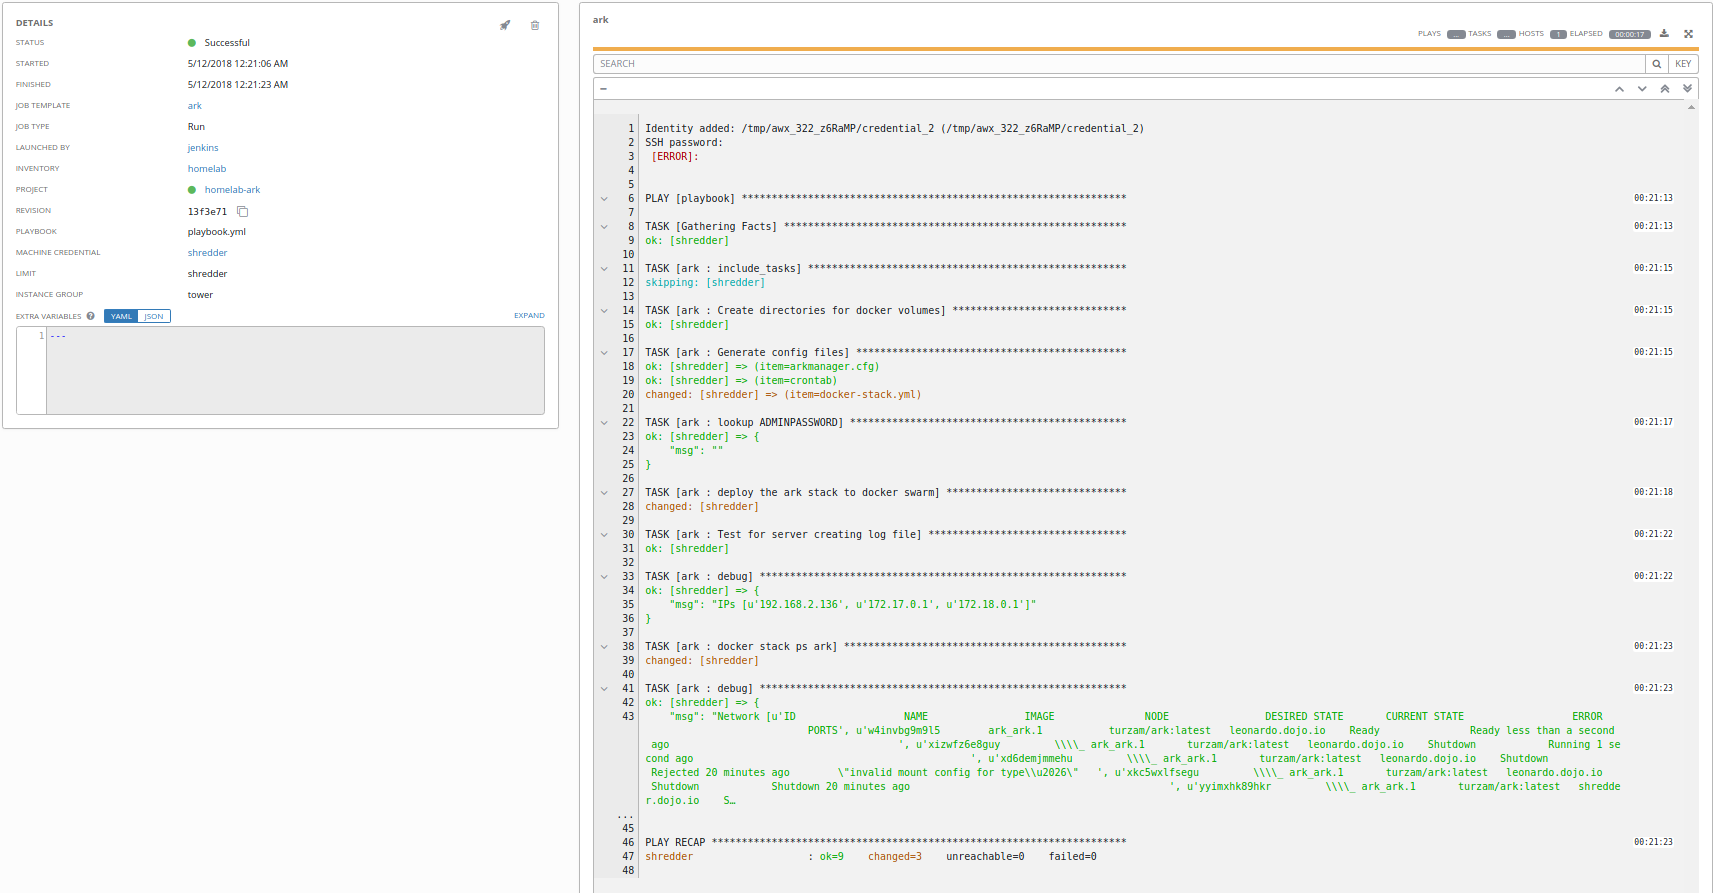 DETAILS
STATUS Successful
STARTED 5/12/2018 12:21:06 AM
FINISHED 5/12/2018 12:21:23 AM
JOB TEMPLATE ark
JOB TYPE Run
LAUNCHED BY jenkins
INVENTORY homelab
PROJECT homelab-ark
REVISION 13f3e71
PLAYBOOK playbook.yml
MACHINE CREDENTIAL shredder
LIMIT shredder
INSTANCE GROUP tower
EXTRA VARIABLES ? YAML JSON EXPAND
1 ---
ark
PLAYS ... TASKS ... HOSTS 1 ELAPSED 00:00:17
SEARCH KEY
1 Identity added: /tmp/awx_322_z6RaMP/credential_2 (/tmp/awx_322_z6RaMP/credential_2)
2 SSH password:
3 [ERROR]:
4
5
6 PLAY [playbook] **************************************************************** 00:21:13
7
8 TASK [Gathering Facts] ********************************************************* 00:21:13
9 ok: [shredder]
10
11 TASK [ark : include_tasks] ***************************************************** 00:21:15
12 skipping: [shredder]
13
14 TASK [ark : Create directories for docker volumes] ***************************** 00:21:15
15 ok: [shredder]
16
17 TASK [ark : Generate config files] ********************************************* 00:21:15
18 ok: [shredder] => (item=arkmanager.cfg)
19 ok: [shredder] => (item=crontab)
20 changed: [shredder] => (item=docker-stack.yml)
21
22 TASK [ark : lookup ADMINPASSWORD] ********************************************** 00:21:17
23 ok: [shredder] => {
24 "msg": ""
25 }
26
27 TASK [ark : deploy the ark stack to docker swarm] ****************************** 00:21:18
28 changed: [shredder]
29
30 TASK [ark : Test for server creating log file] ********************************* 00:21:22
31 ok: [shredder]
32
33 TASK [ark : debug] ************************************************************* 00:21:22
34 ok: [shredder] => {
35 "msg": "IPs [u'192.168.2.136', u'172.17.0.1', u'172.18.0.1']"
36 }
37
38 TASK [ark : docker stack ps ark] *********************************************** 00:21:23
39 changed: [shredder]
40
41 TASK [ark : debug] ************************************************************* 00:21:23
42 ok: [shredder] => {
43 "msg": "Network [u'ID NAME IMAGE NODE DESIRED STATE CURRENT STATE ERROR
PORTS', u'w4invbg9m9l5 ark_ark.1 turzam/ark:latest leonardo.dojo.io Ready Ready less than a second
ago ', u'xizwfz6e8guy \\\\_ ark_ark.1 turzam/ark:latest leonardo.dojo.io Shutdown Running 1 se
cond ago ', u'xd6demjmmehu \\\\_ ark_ark.1 turzam/ark:latest leonardo.dojo.io Shutdown
Rejected 20 minutes ago \"invalid mount config for type\\u2026\" ', u'xkc5wxlfsegu \\\\_ ark_ark.1 turzam/ark:latest leonardo.dojo.io
Shutdown Shutdown 20 minutes ago ', u'yyimxhk89hkr \\\\_ ark_ark.1 turzam/ark:latest shredde
r.dojo.io S…
...
45
46 PLAY RECAP ********************************************************************* 00:21:23
47 shredder : ok=9 changed=3 unreachable=0 failed=0
48